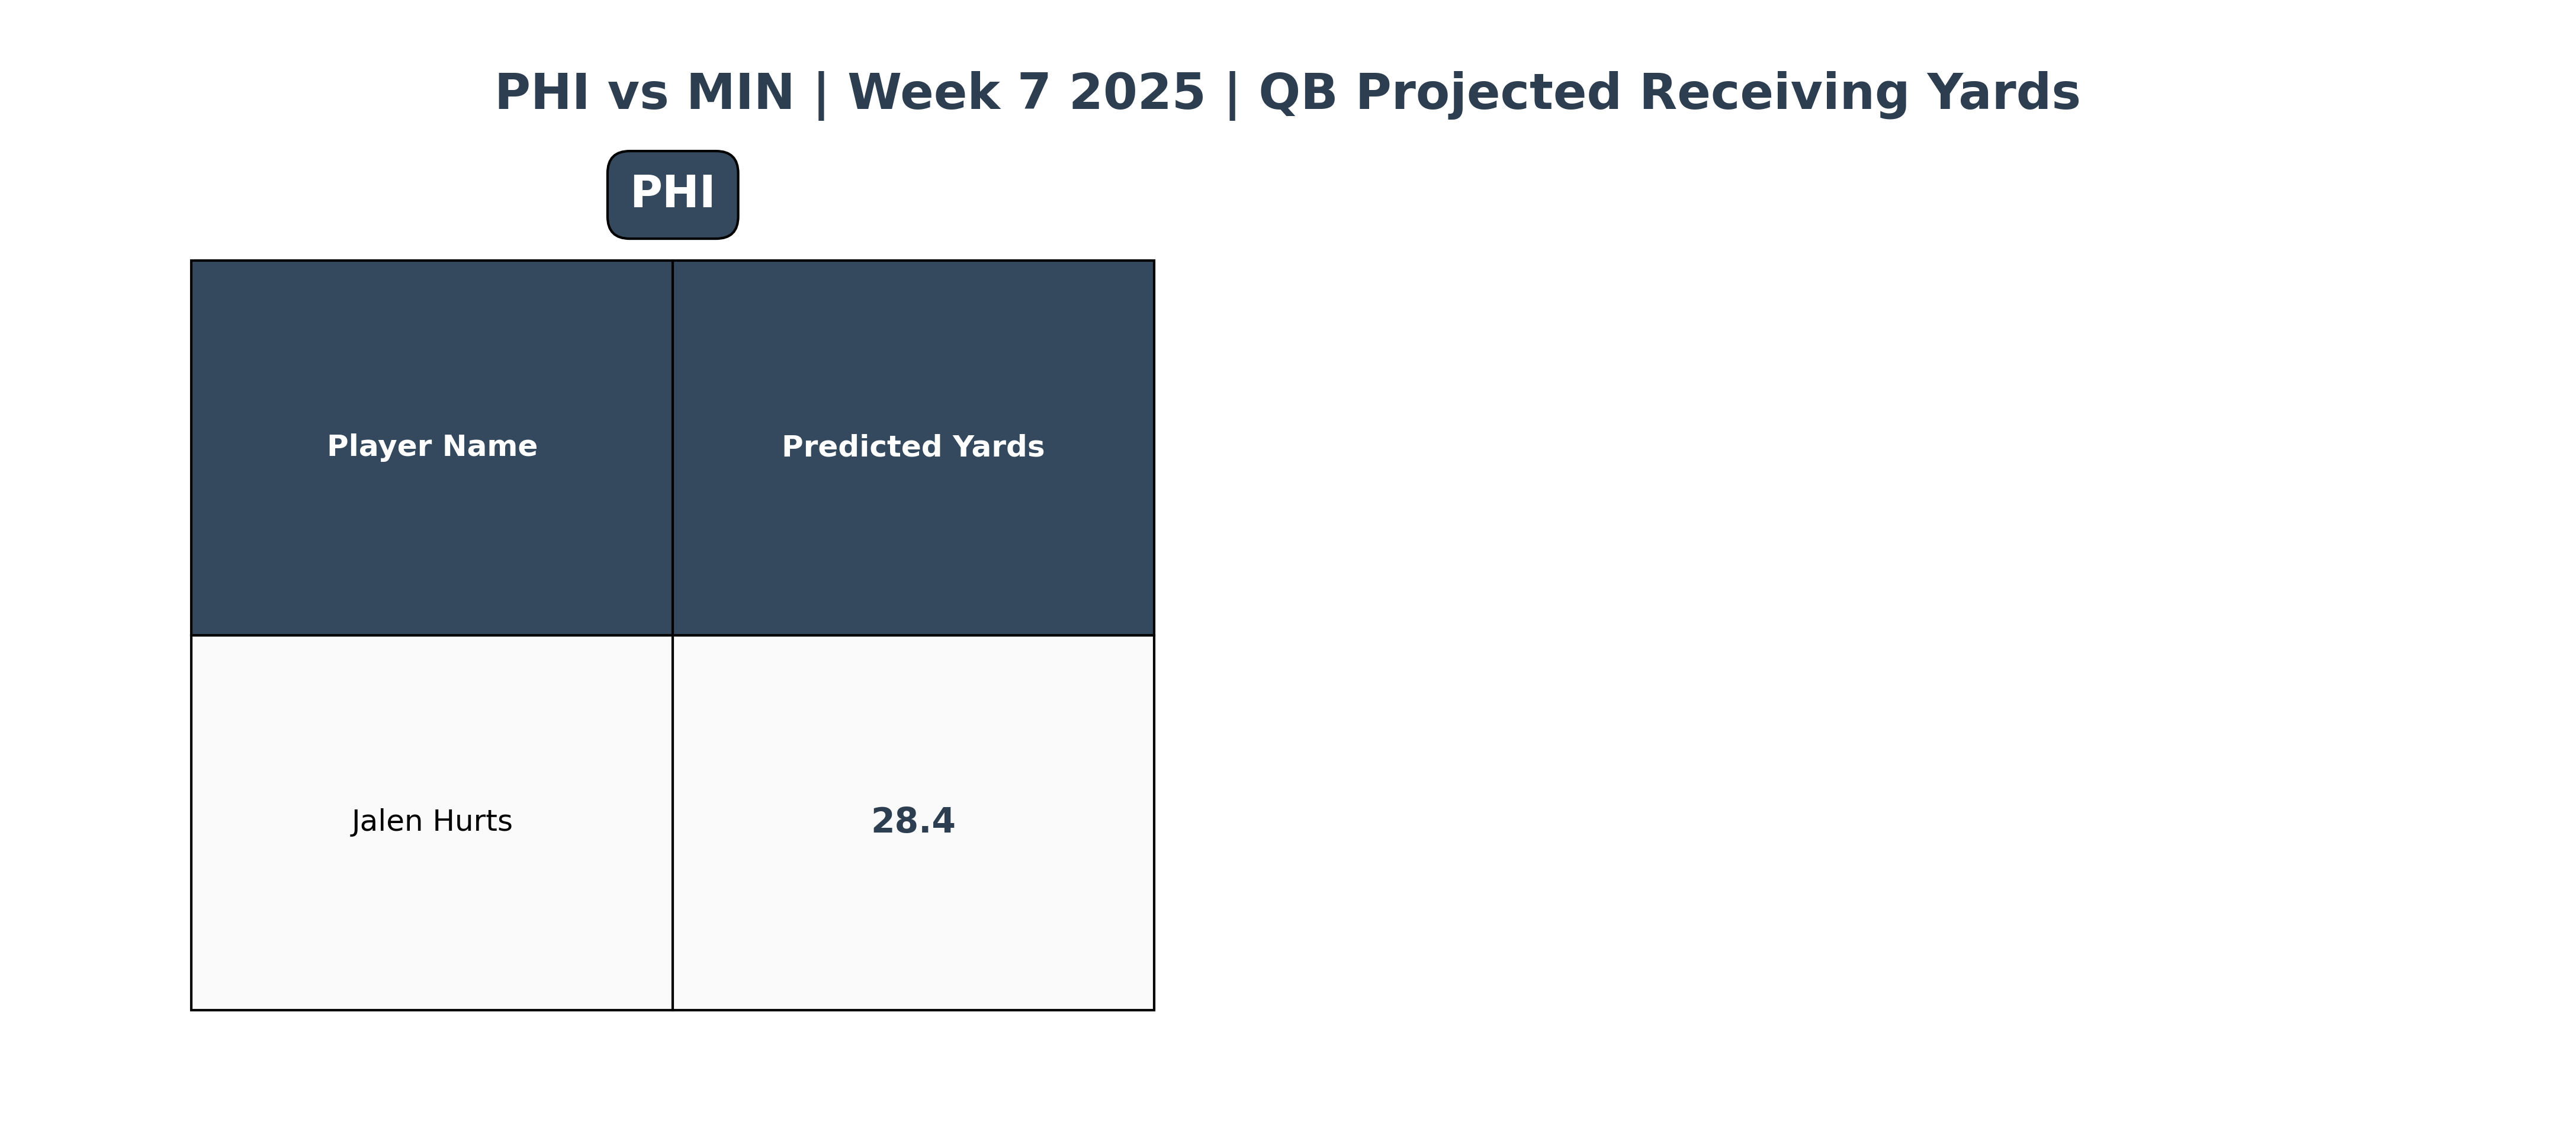 PHI vs MIN | Week 7 2025 | QB Projected Receiving Yards
PHI
Player Name Predicted Yards
Jalen Hurts 28.4